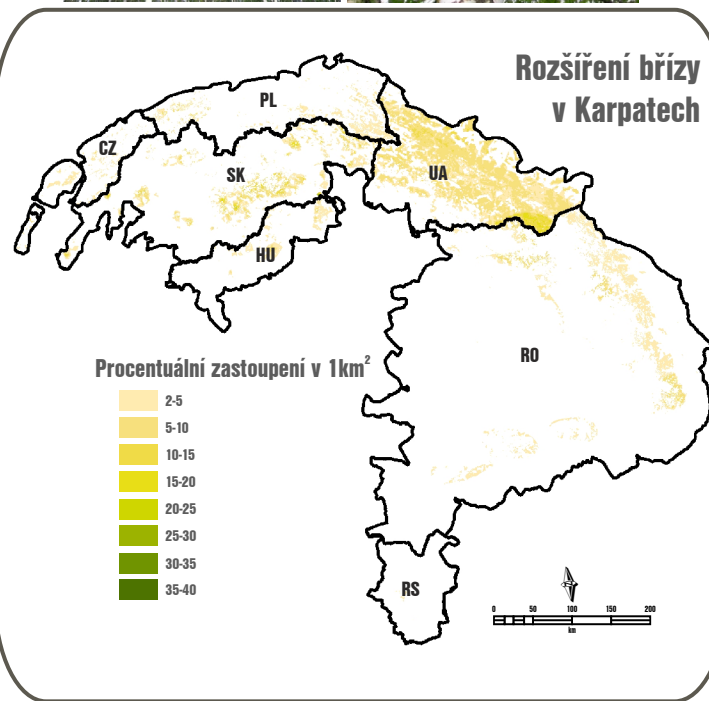 Rozšíření břízy
v Karpatech
PL
CZ
SK
UA
HU
RO
RS
Procentuální zastoupení v 1km²
2-5
5-10
10-15
15-20
20-25
25-30
30-35
35-40
0 50 100 150 200
km